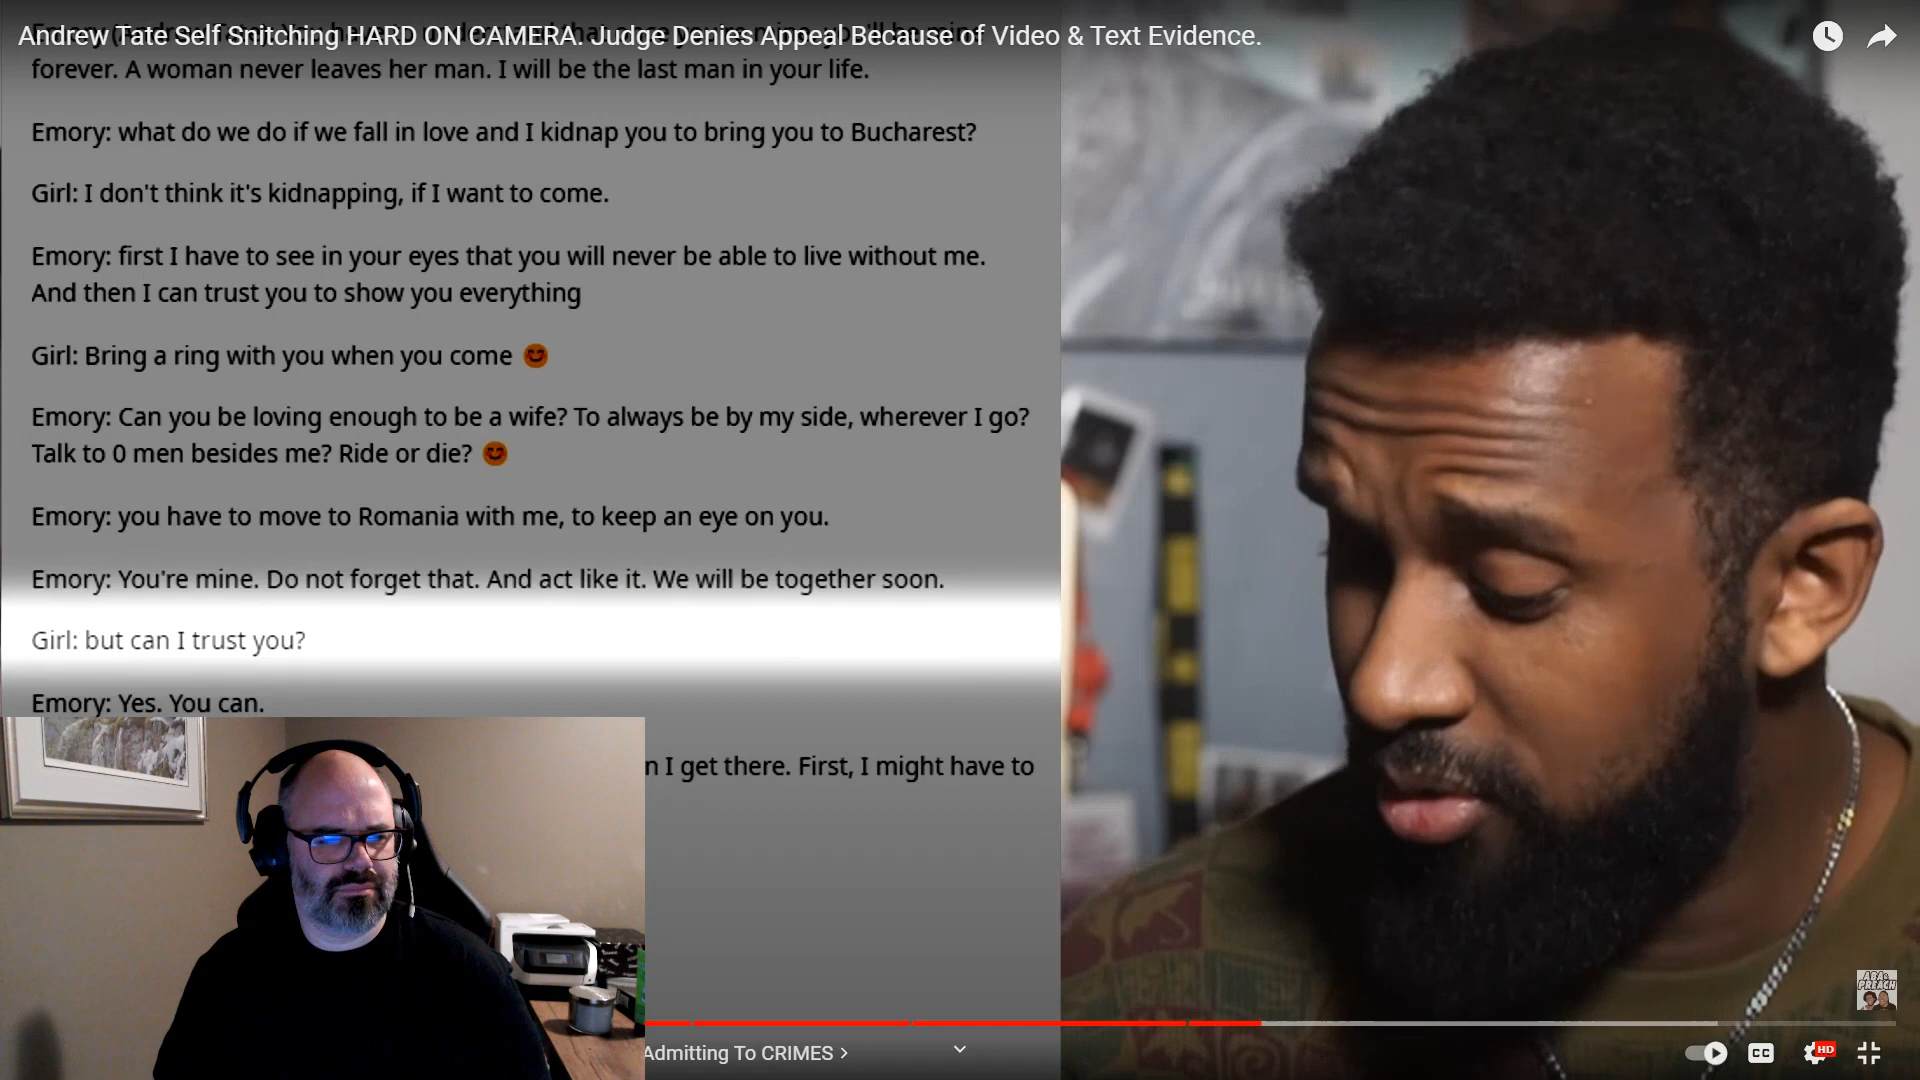 Andrew Tate Self Snitching HARD ON CAMERA. Judge Denies Appeal Because of Video & Text Evidence.
forever. A woman never leaves her man. I will be the last man in your life.
Emory: what do we do if we fall in love and I kidnap you to bring you to Bucharest?
Girl: I don't think it's kidnapping, if I want to come.
Emory: first I have to see in your eyes that you will never be able to live without me.
And then I can trust you to show you everything
Girl: Bring a ring with you when you come 😊
Emory: Can you be loving enough to be a wife? To always be by my side, wherever I go?
Talk to 0 men besides me? Ride or die? 😊
Emory: you have to move to Romania with me, to keep an eye on you.
Emory: You're mine. Do not forget that. And act like it. We will be together soon.
Girl: but can I trust you?
Emory: Yes. You can.
n I get there. First, I might have to
ABA & PREACH
Admitting To CRIMES >
CC
HD